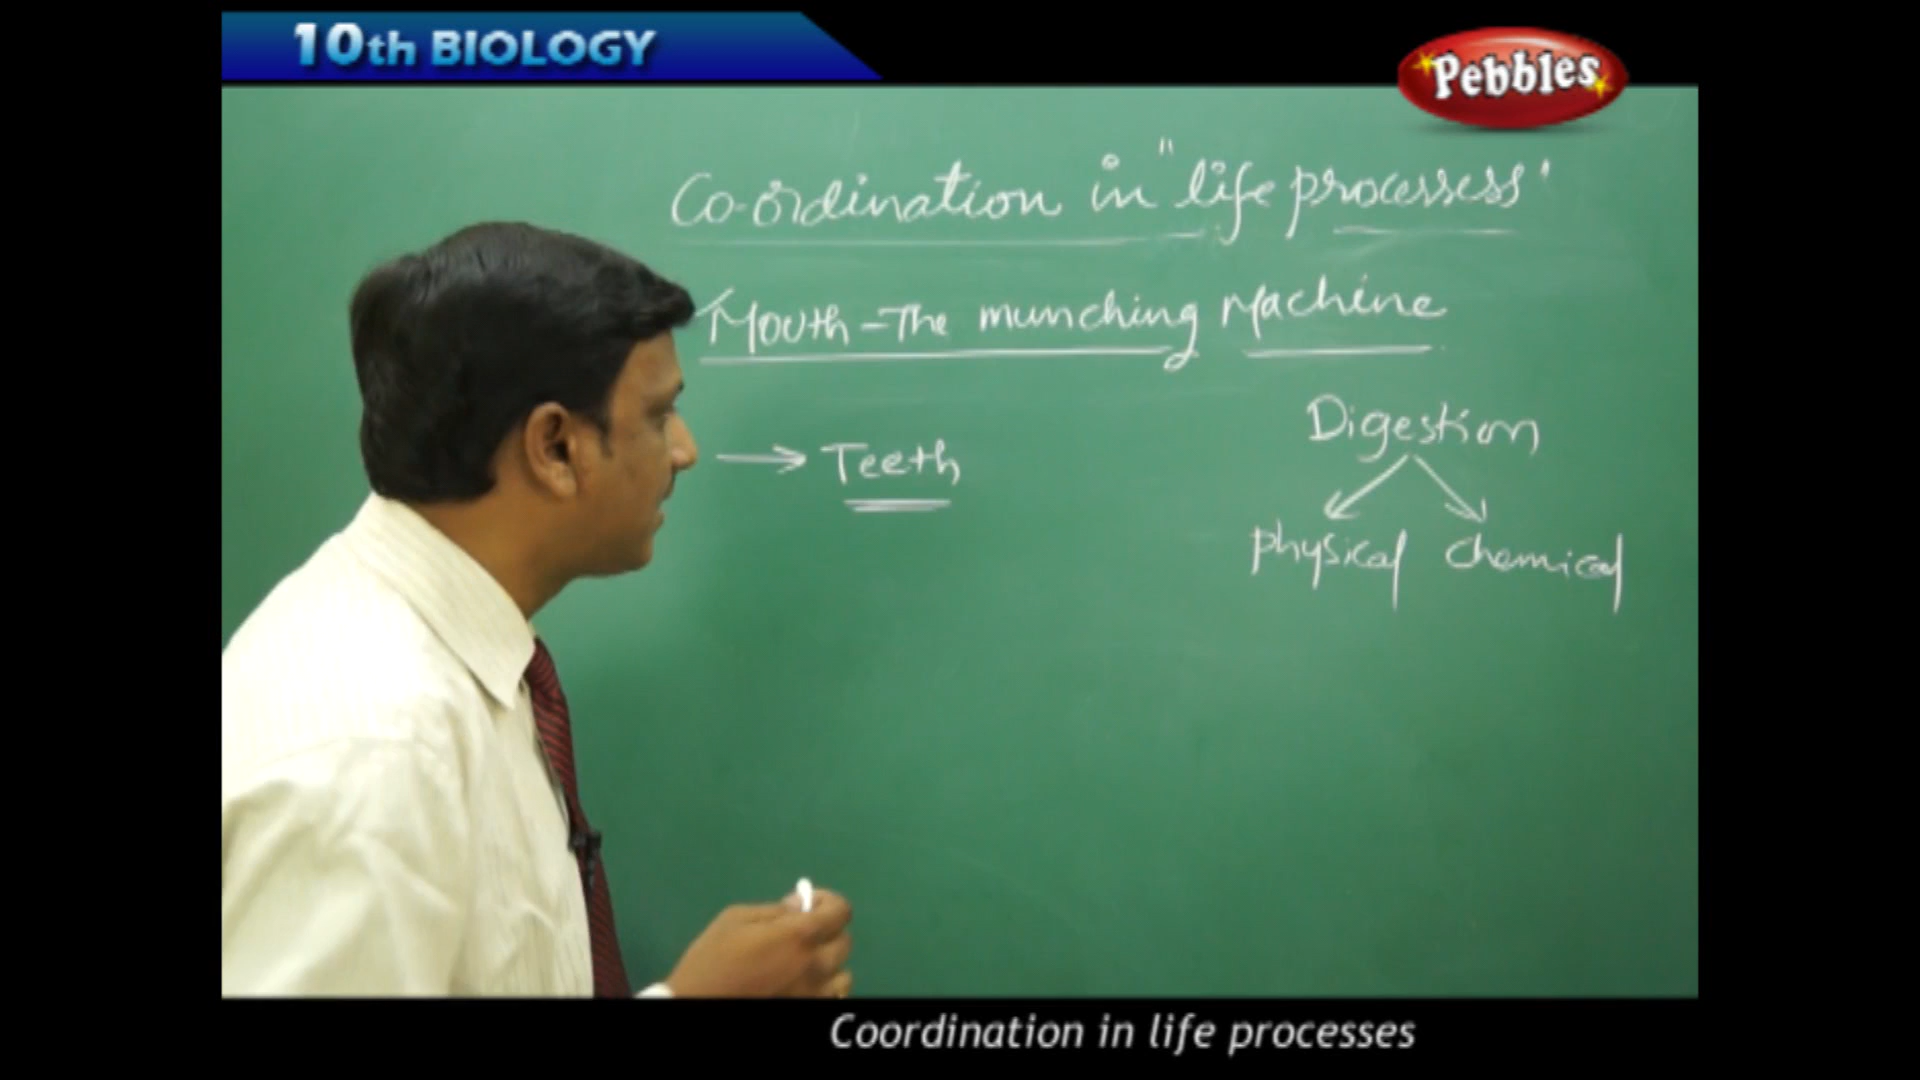 10th BIOLOGY
Pebbles
Co-ordination in "life processess'
Mouth - The munching Machine
→ Teeth
Digestion
physical chemical
Coordination in life processes